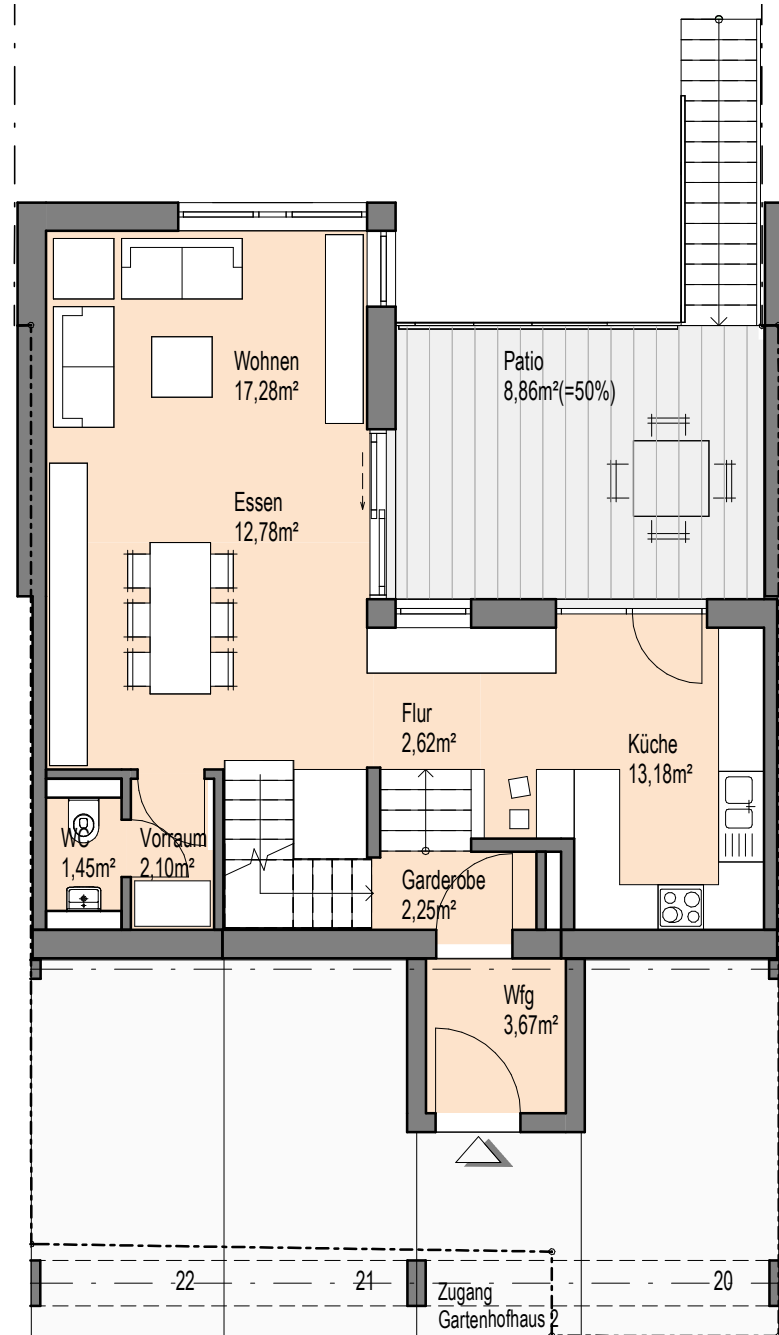 Wohnen
17,28m²
Patio
8,86m²(=50%)
Essen
12,78m²
Flur
2,62m²
Küche
13,18m²
WC
1,45m²
Vorraum
2,10m²
Garderobe
2,25m²
Wfg
3,67m²
22
21
20
Zugang
Gartenhofhaus 2